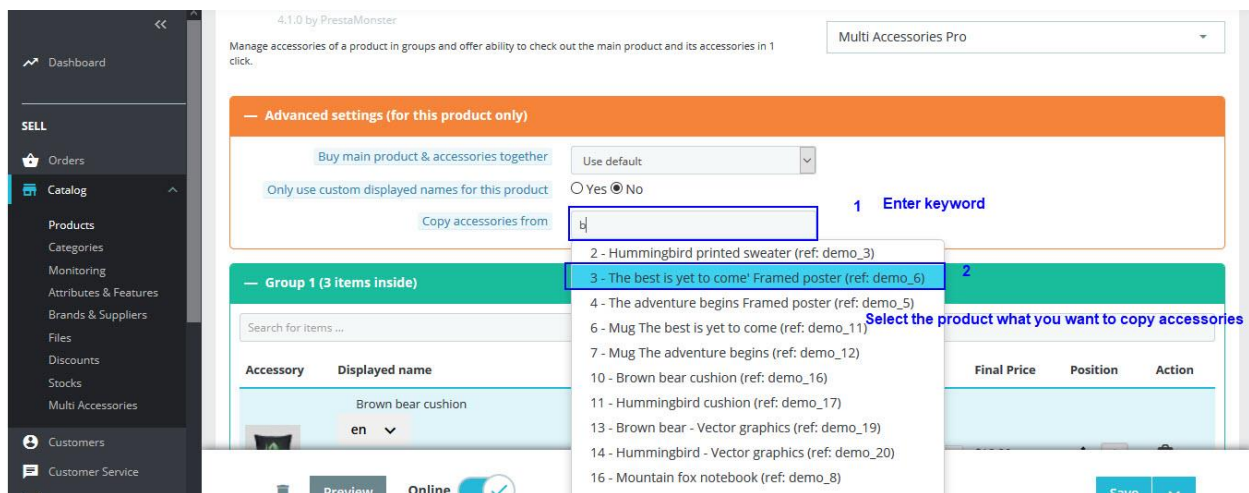 4.1.0 by PrestaMonster
Manage accessories of a product in groups and offer ability to check out the main product and its accessories in 1
click.
Multi Accessories Pro
Dashboard
SELL
Orders
Catalog
Products
Categories
Monitoring
Attributes & Features
Brands & Suppliers
Files
Discounts
Stocks
Multi Accessories
Customers
Customer Service
— Advanced settings (for this product only)
Buy main product & accessories together
Use default
Only use custom displayed names for this product
Yes No
Copy accessories from
b
1 Enter keyword
2 - Hummingbird printed sweater (ref: demo_3)
3 - The best is yet to come' Framed poster (ref: demo_6)
2
4 - The adventure begins Framed poster (ref: demo_5)
Select the product what you want to copy accessories
6 - Mug The best is yet to come (ref: demo_11)
7 - Mug The adventure begins (ref: demo_12)
10 - Brown bear cushion (ref: demo_16)
11 - Hummingbird cushion (ref: demo_17)
13 - Brown bear - Vector graphics (ref: demo_19)
14 - Hummingbird - Vector graphics (ref: demo_20)
16 - Mountain fox notebook (ref: demo_8)
— Group 1 (3 items inside)
Search for items ...
Accessory Displayed name Final Price Position Action
Brown bear cushion
en
Preview Online Save